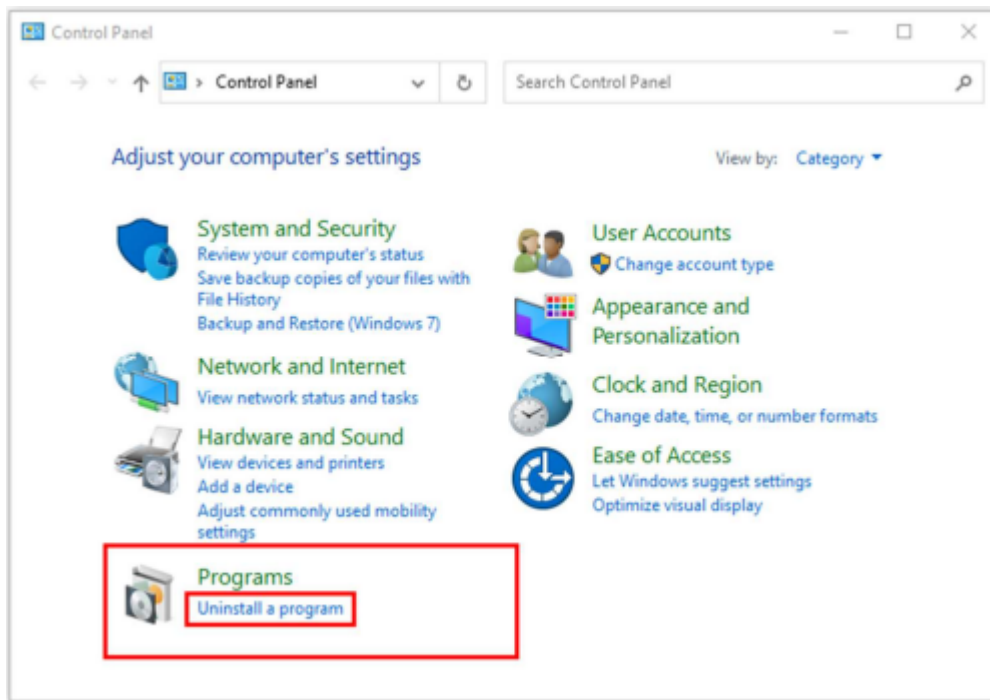 Control Panel
Control Panel
Search Control Panel
Adjust your computer's settings
View by: Category
System and Security
Review your computer's status
Save backup copies of your files with
File History
Backup and Restore (Windows 7)
Network and Internet
View network status and tasks
Hardware and Sound
View devices and printers
Add a device
Adjust commonly used mobility
settings
Programs
Uninstall a program
User Accounts
Change account type
Appearance and
Personalization
Clock and Region
Change date, time, or number formats
Ease of Access
Let Windows suggest settings
Optimize visual display